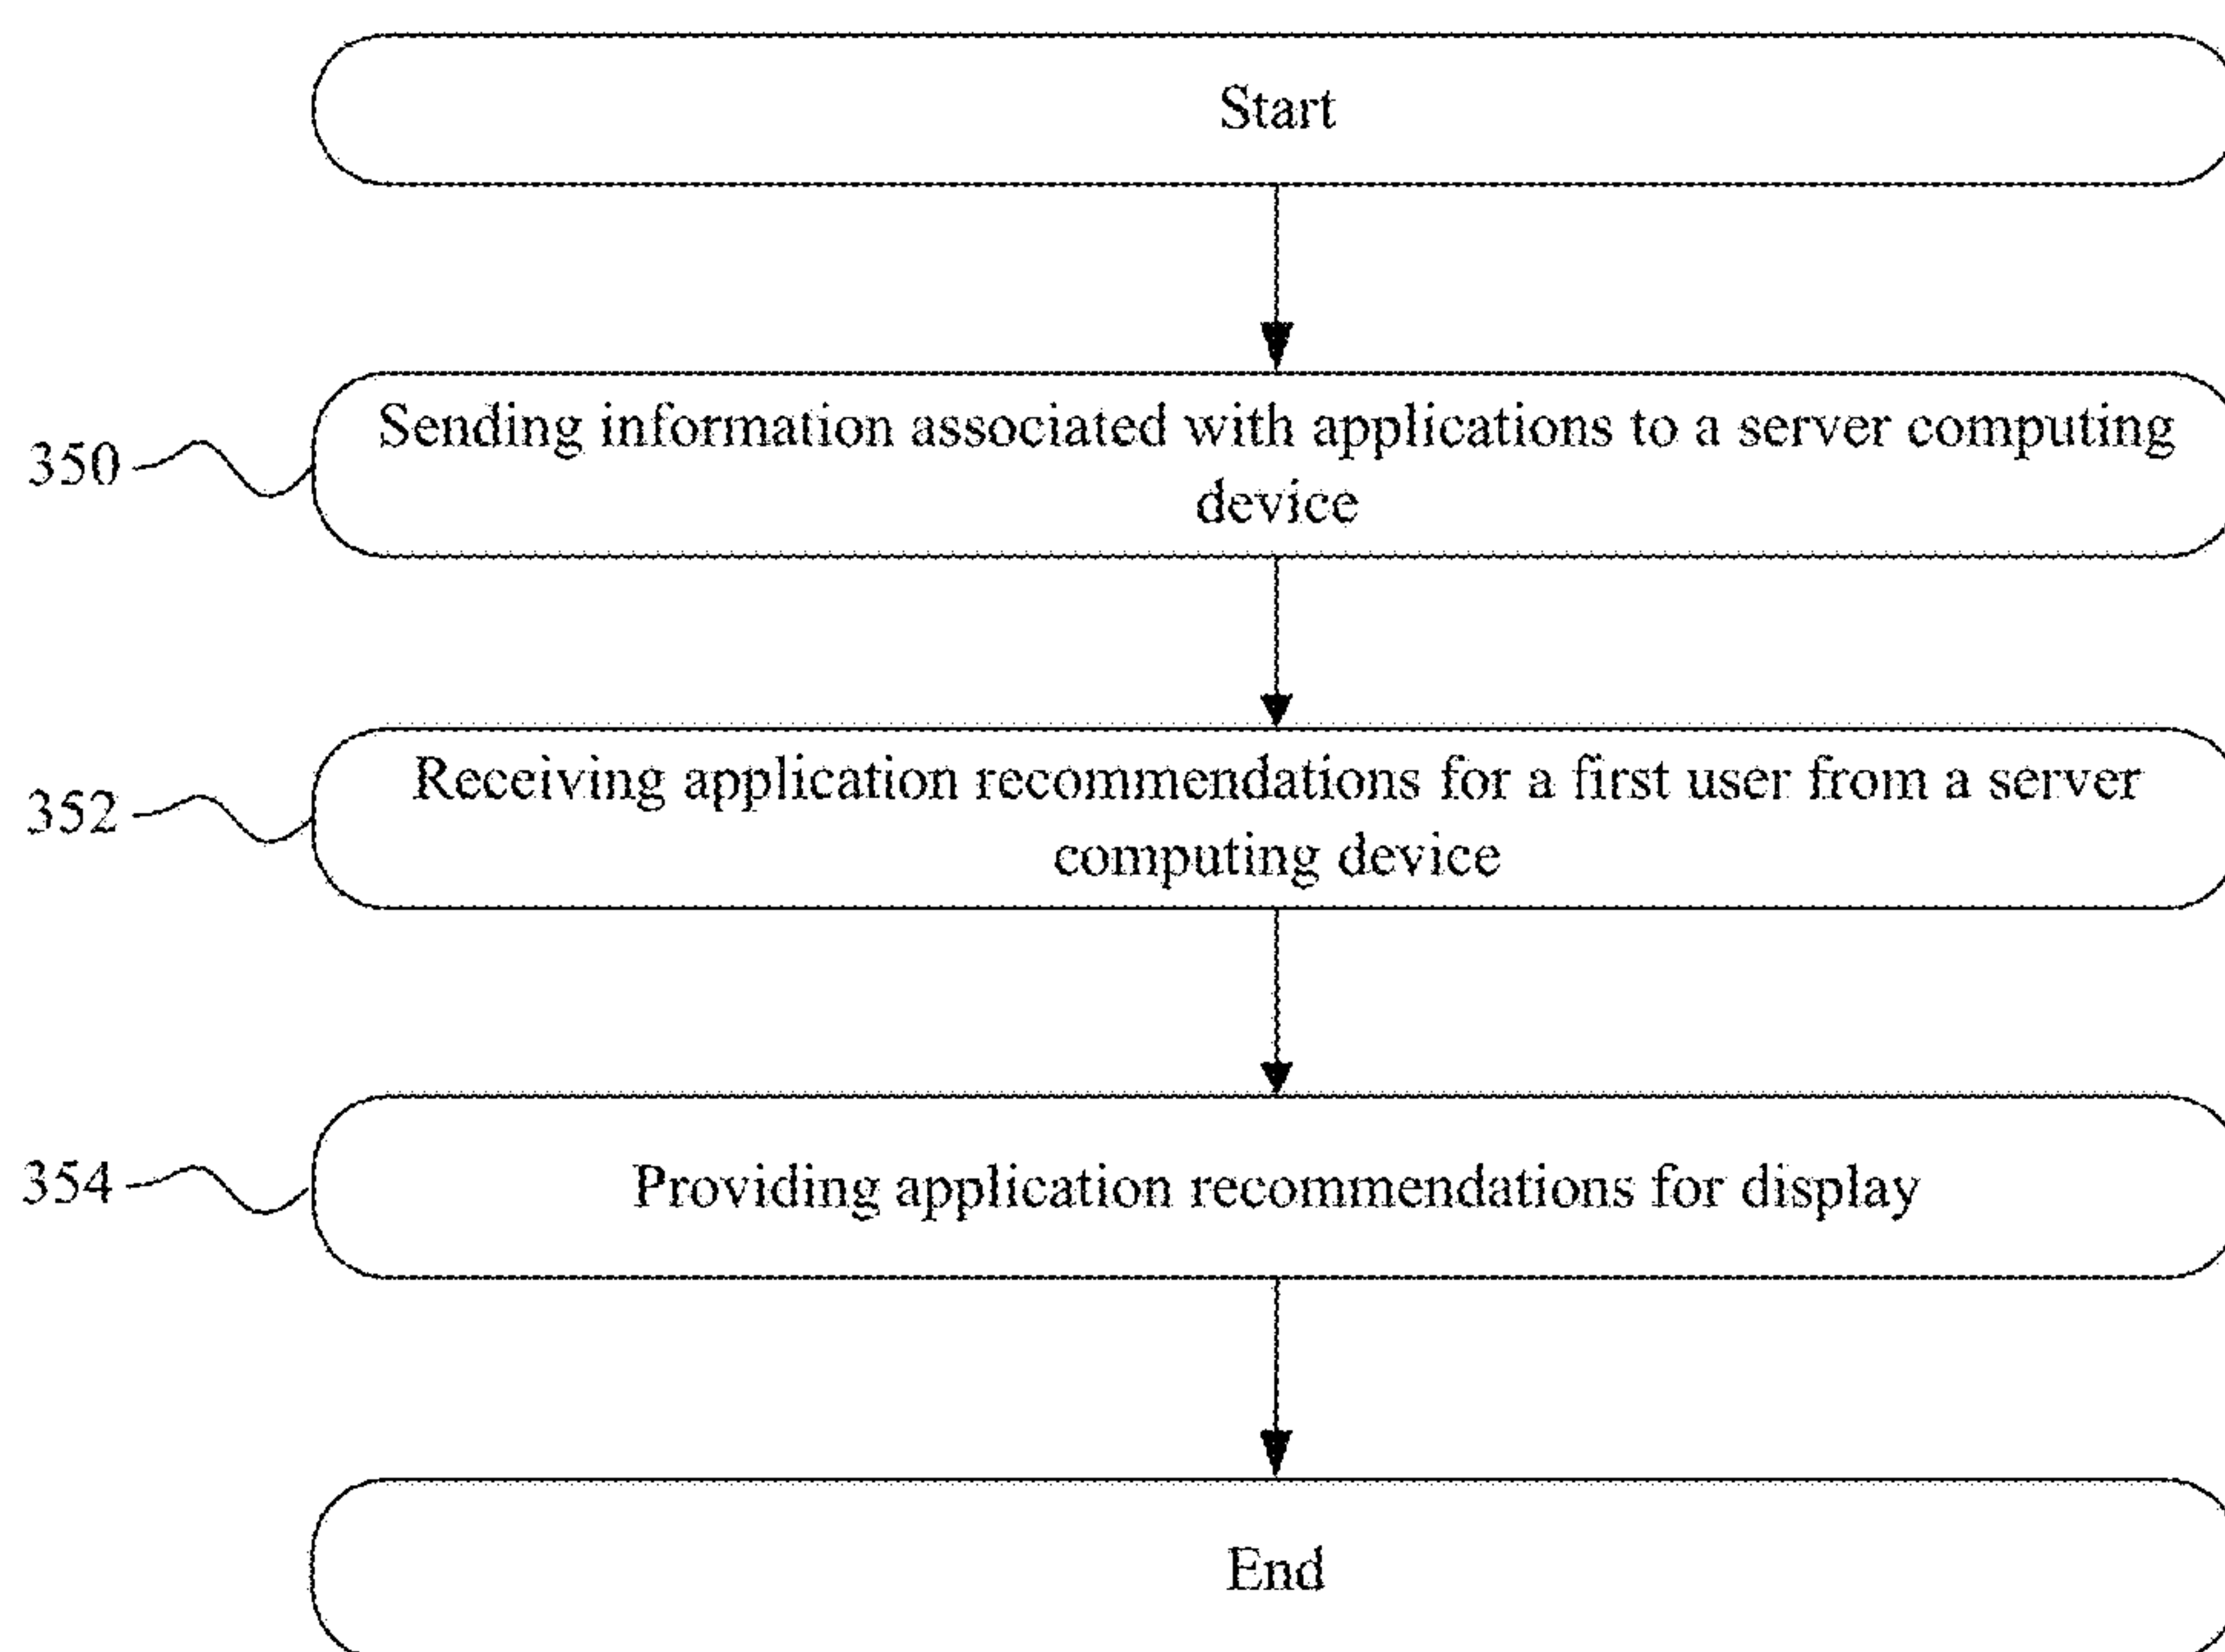 Start
350
Sending information associated with applications to a server computing
device
352
Receiving application recommendations for a first user from a server
computing device
354
Providing application recommendations for display
End